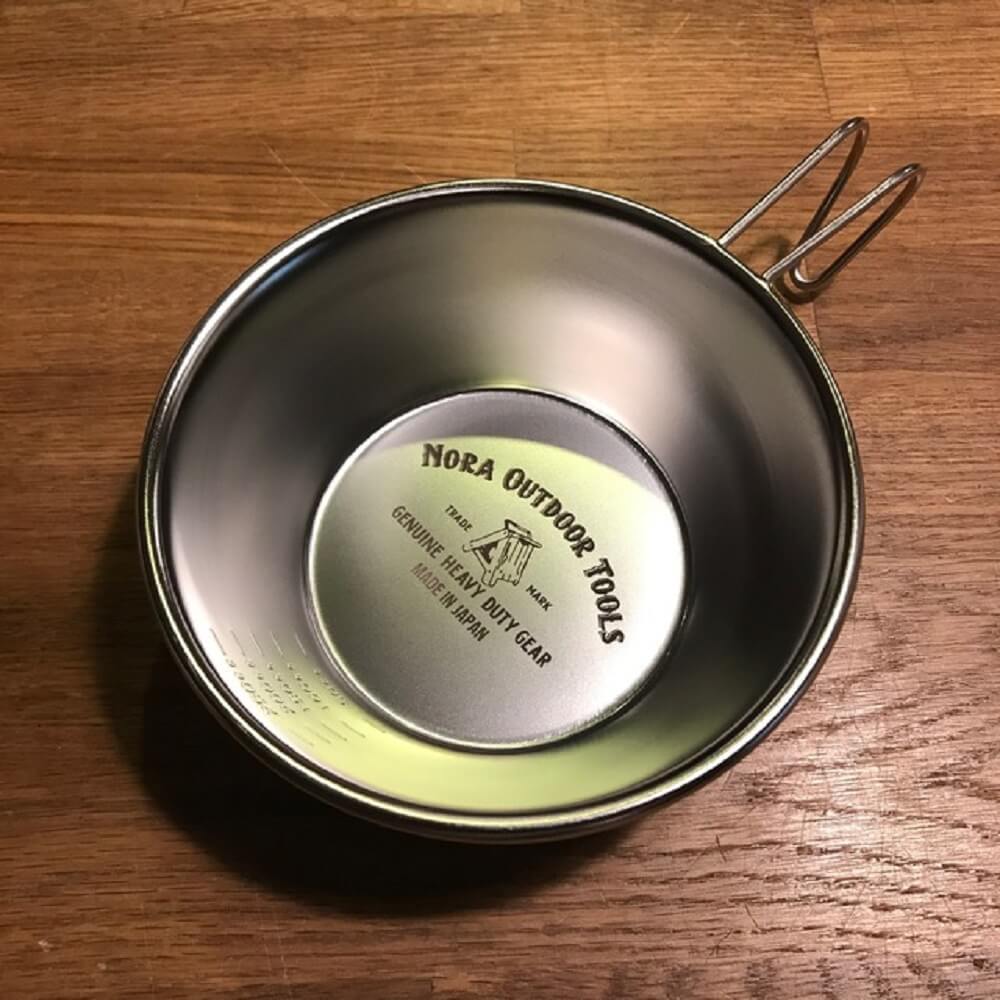 NORA OUTDOOR TOOLS
TRADE MARK
GENUINE HEAVY DUTY GEAR
MADE IN JAPAN